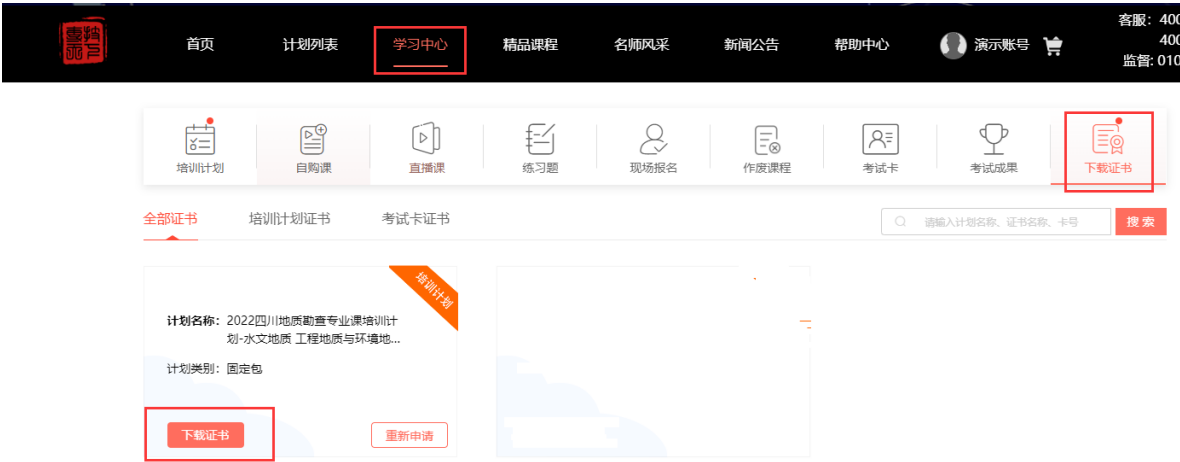 客服：400
400
监督: 010
首页 计划列表 学习中心 精品课程 名师风采 新闻公告 帮助中心 演示账号
培训计划 自购课 直播课 练习题 现场报名 作废课程 考试卡 考试成果 下载证书
全部证书 培训计划证书 考试卡证书 请输入计划名称、证书名称、卡号 搜索
培训计划
计划名称：2022四川地质勘查专业课培训计
划-水文地质 工程地质与环境地...
计划类别：固定包
下载证书 重新申请